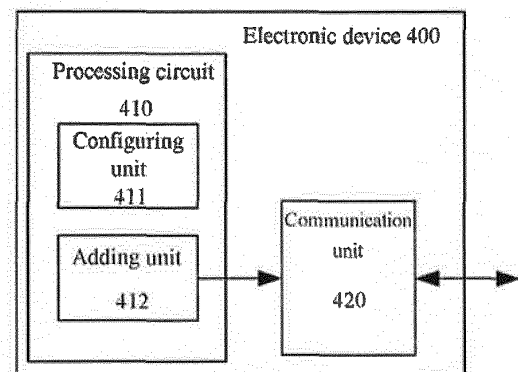 Electronic device 400
Processing circuit
410
Configuring
unit
411
Adding unit
412
Communication
unit
420